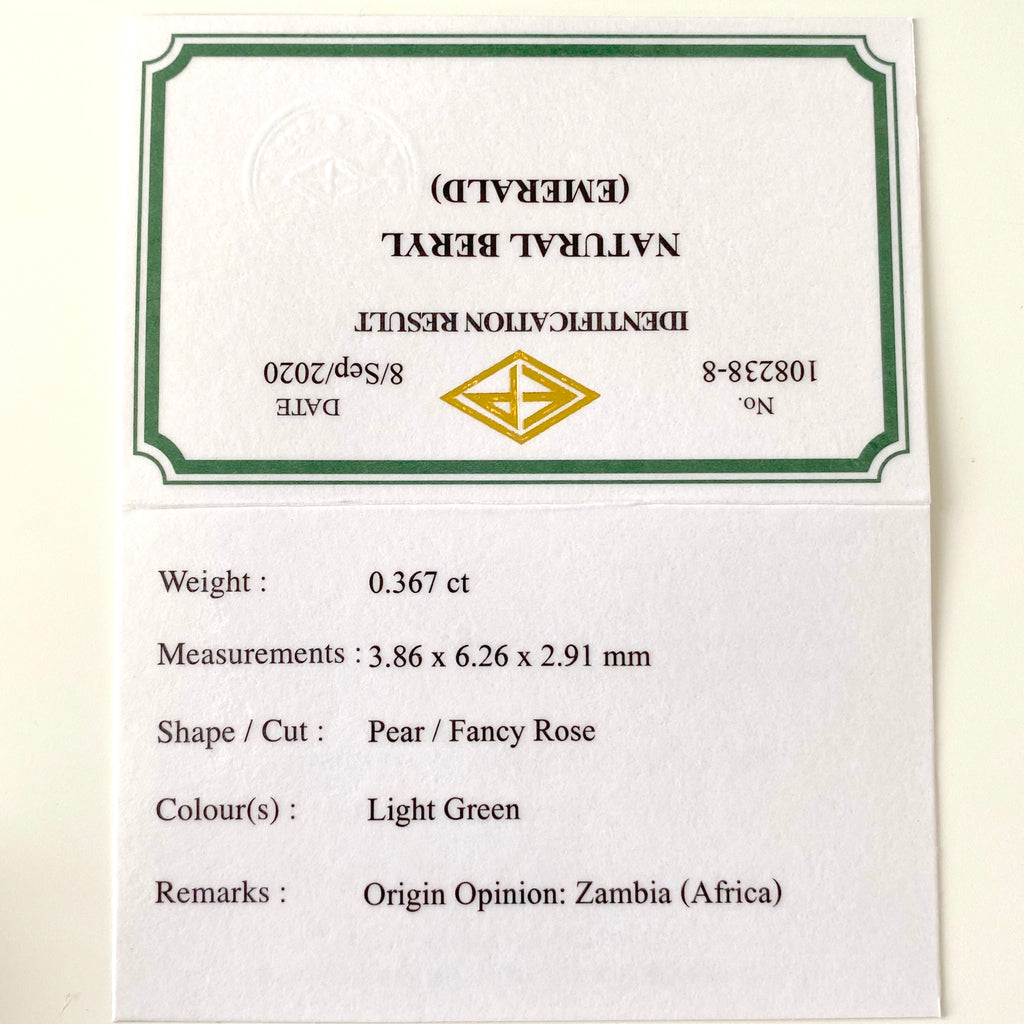 No.
108238-8
DATE
8/Sep/2020
IDENTIFICATION RESULT
NATURAL BERYL
(EMERALD)
Weight : 0.367 ct
Measurements : 3.86 x 6.26 x 2.91 mm
Shape / Cut : Pear / Fancy Rose
Colour(s) : Light Green
Remarks : Origin Opinion: Zambia (Africa)